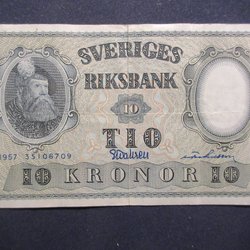 SVERIGES
RIKSBANK
10
TIO
1957 35106709
10 KRONOR 10